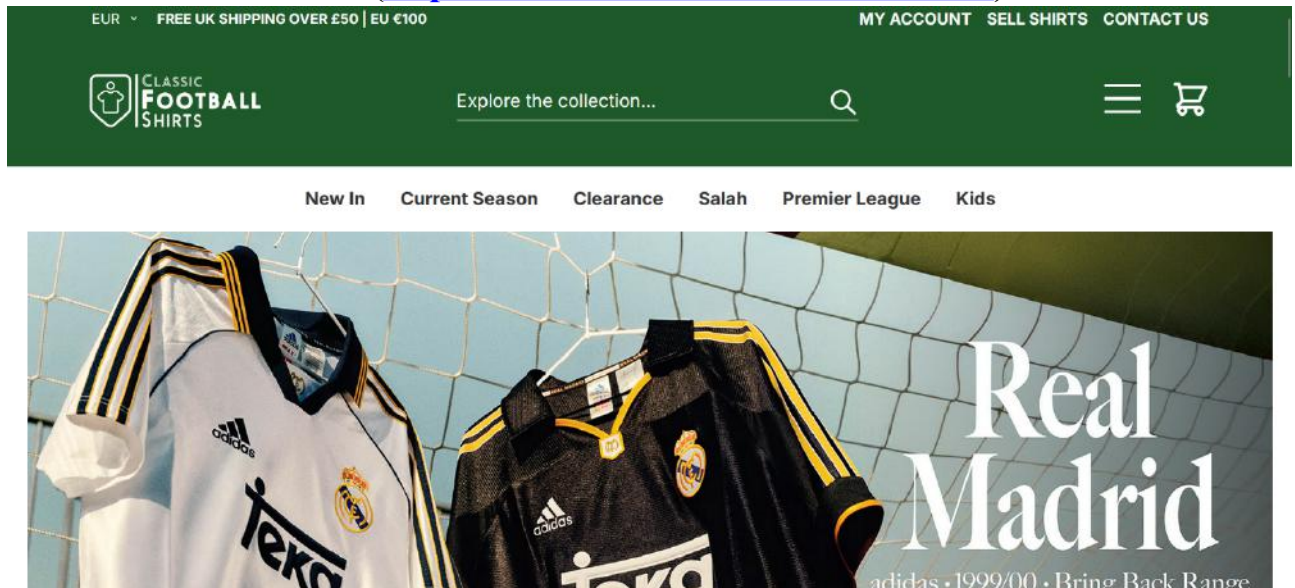 EUR FREE UK SHIPPING OVER £50 | EU €100
MY ACCOUNT SELL SHIRTS CONTACT US
CLASSIC
FOOTBALL
SHIRTS
Explore the collection...
New In Current Season Clearance Salah Premier League Kids
Real
Madrid
adidas • 1999/00 • Bring Back Range
adidas
Teka
adidas
Teka